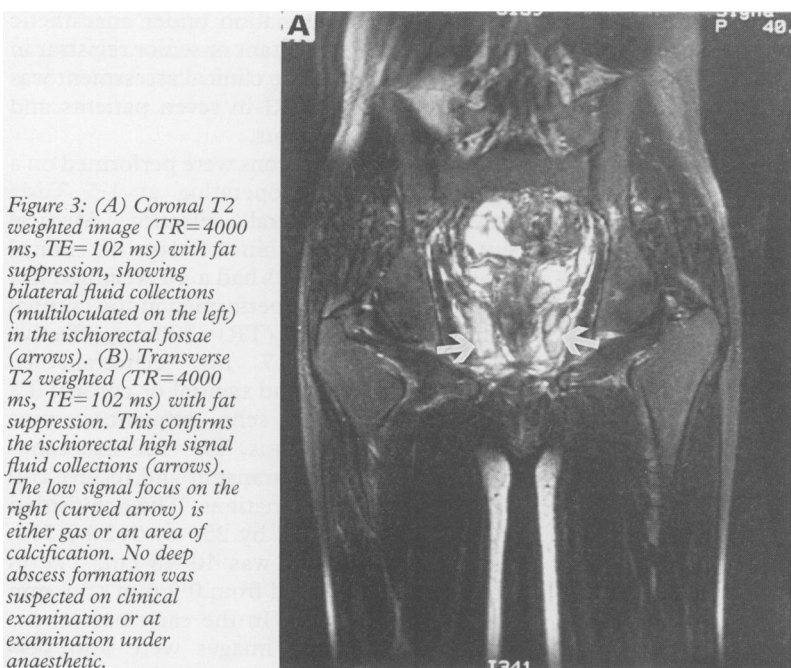 A
P 40.
Figure 3: (A) Coronal T2
weighted image (TR=4000
ms, TE=102 ms) with fat
suppression, showing
bilateral fluid collections
(multiloculated on the left)
in the ischiorectal fossae
(arrows). (B) Transverse
T2 weighted (TR=4000
ms, TE=102 ms) with fat
suppression. This confirms
the ischiorectal high signal
fluid collections (arrows).
The low signal focus on the
right (curved arrow) is
either gas or an area of
calcification. No deep
abscess formation was
suspected on clinical
examination or at
examination under
anaesthetic.
I341